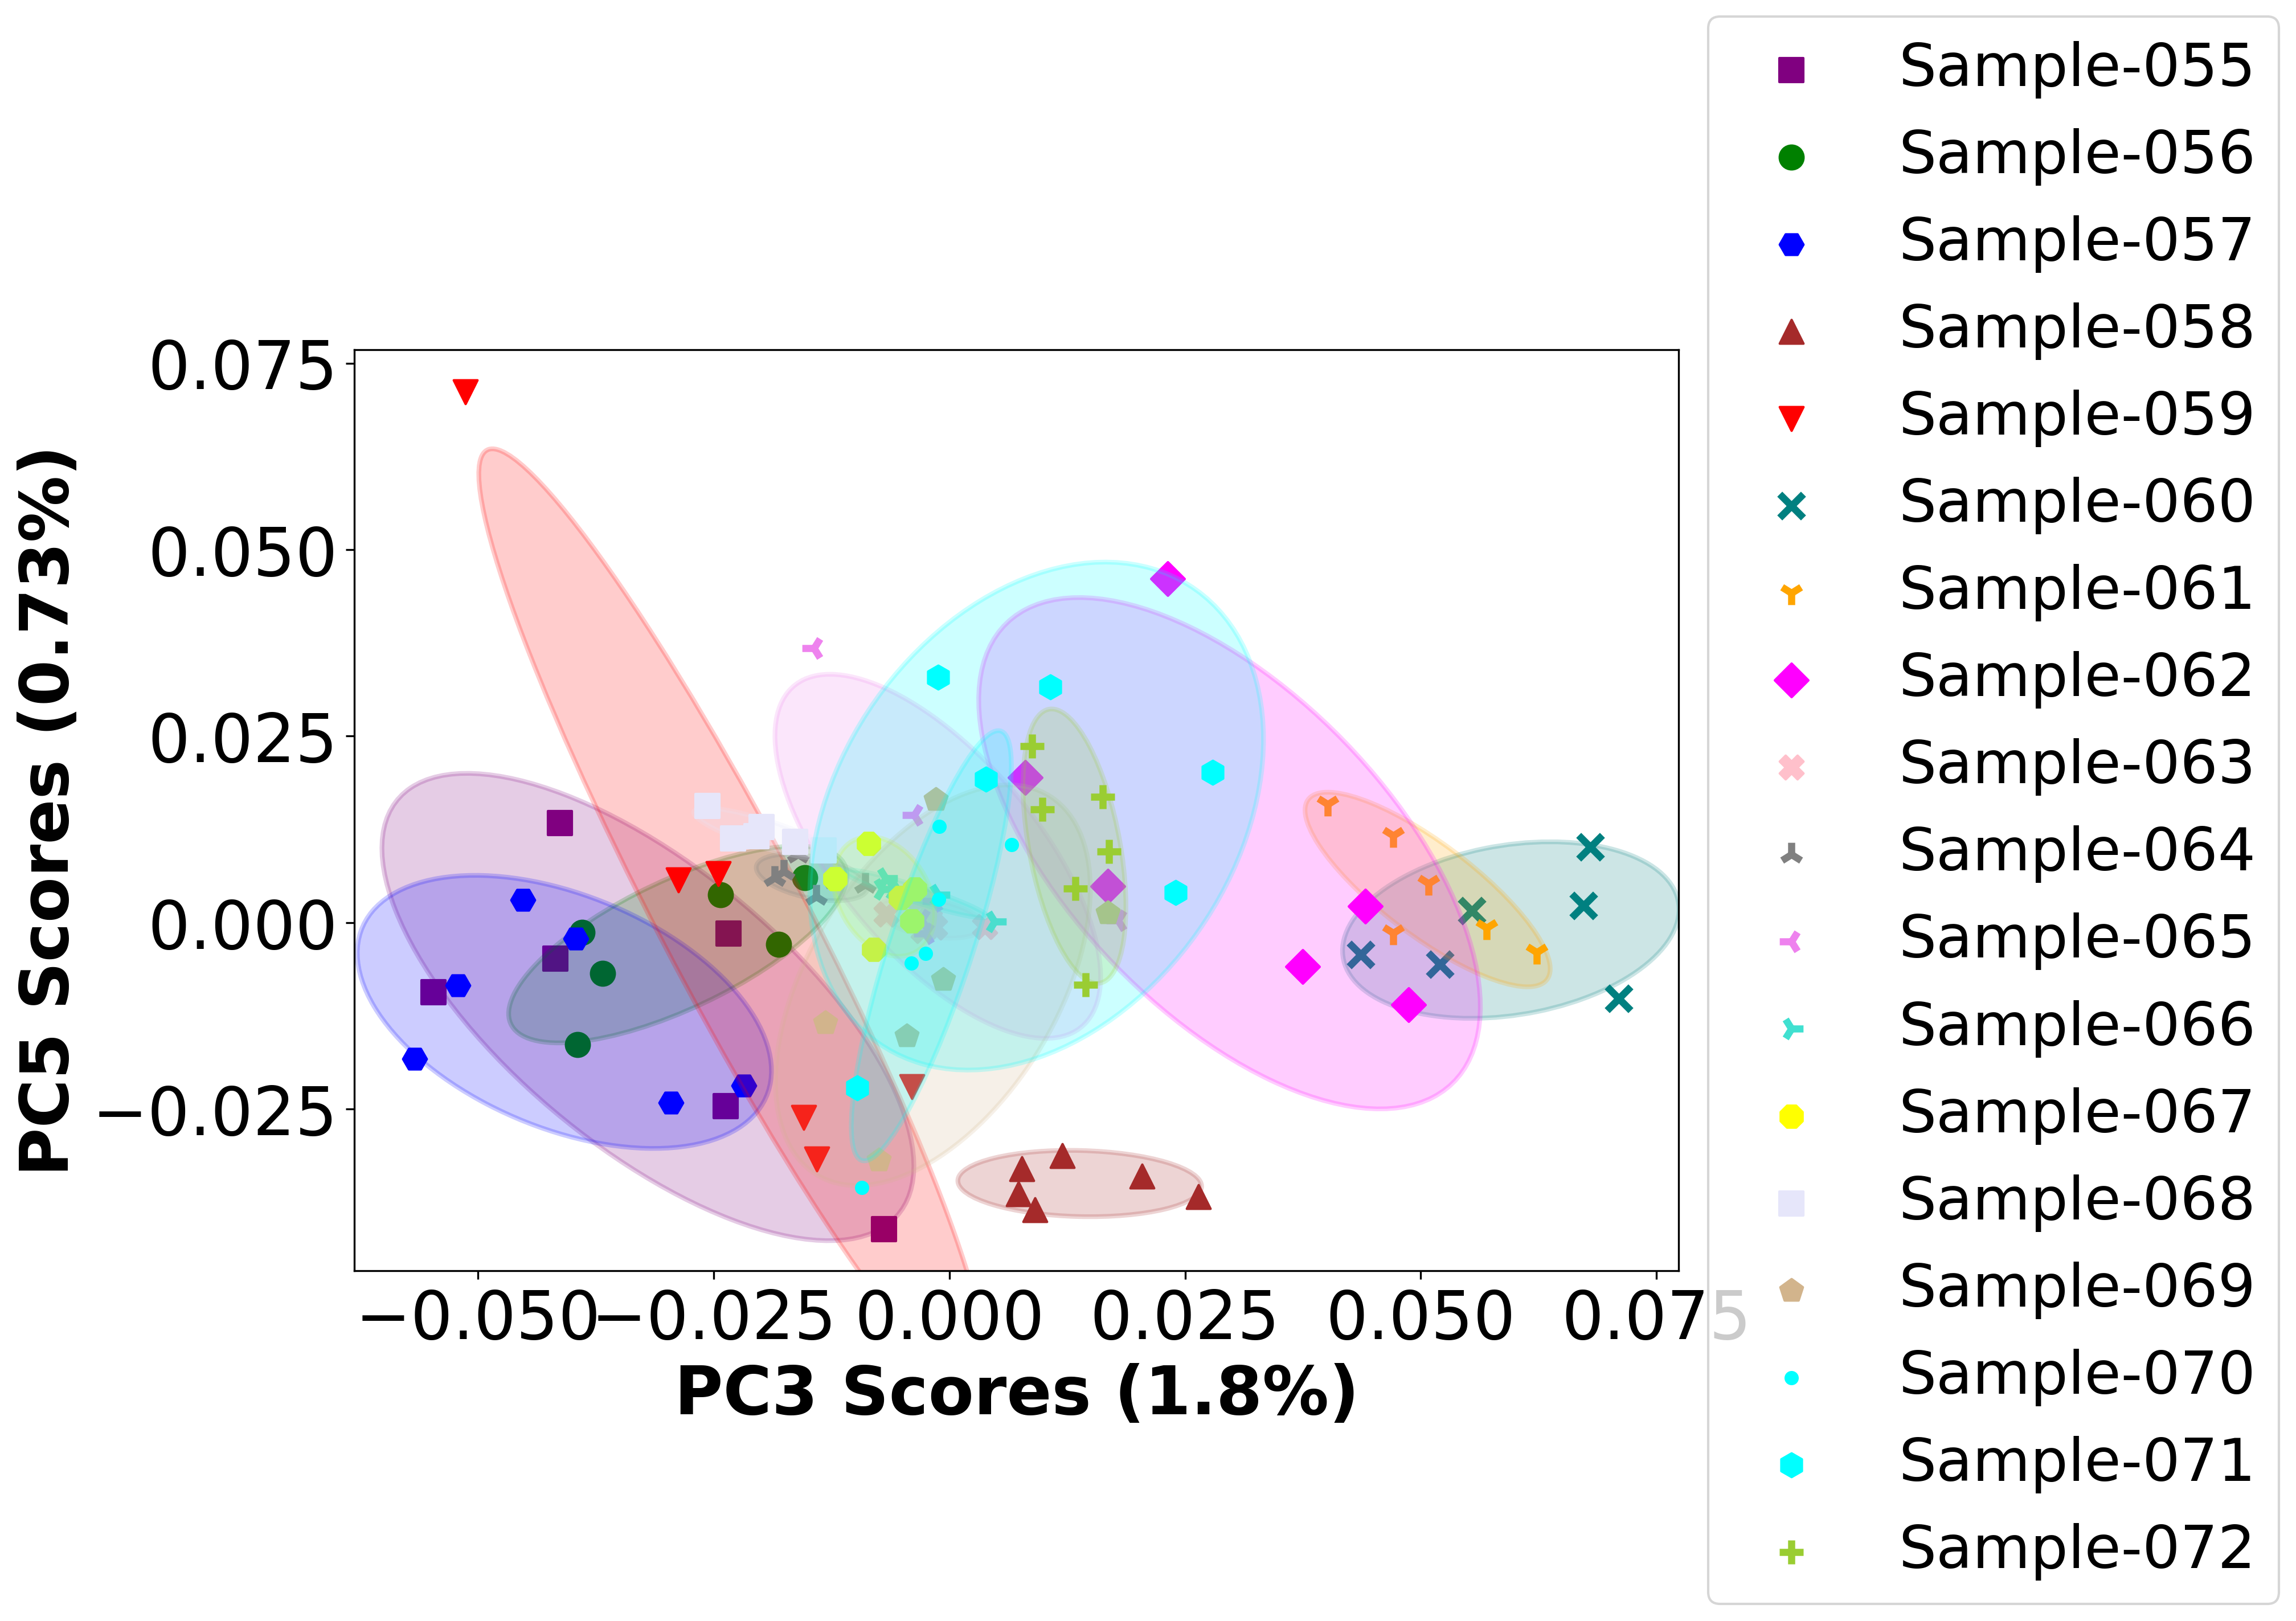 Sample-055
Sample-056
Sample-057
Sample-058
Sample-059
Sample-060
Sample-061
Sample-062
Sample-063
Sample-064
Sample-065
Sample-066
Sample-067
Sample-068
Sample-069
Sample-070
Sample-071
Sample-072
PC5 Scores (0.73%)
0.075
0.050
0.025
0.000
−0.025
−0.050 −0.025 0.000 0.025 0.050 0.075
PC3 Scores (1.8%)